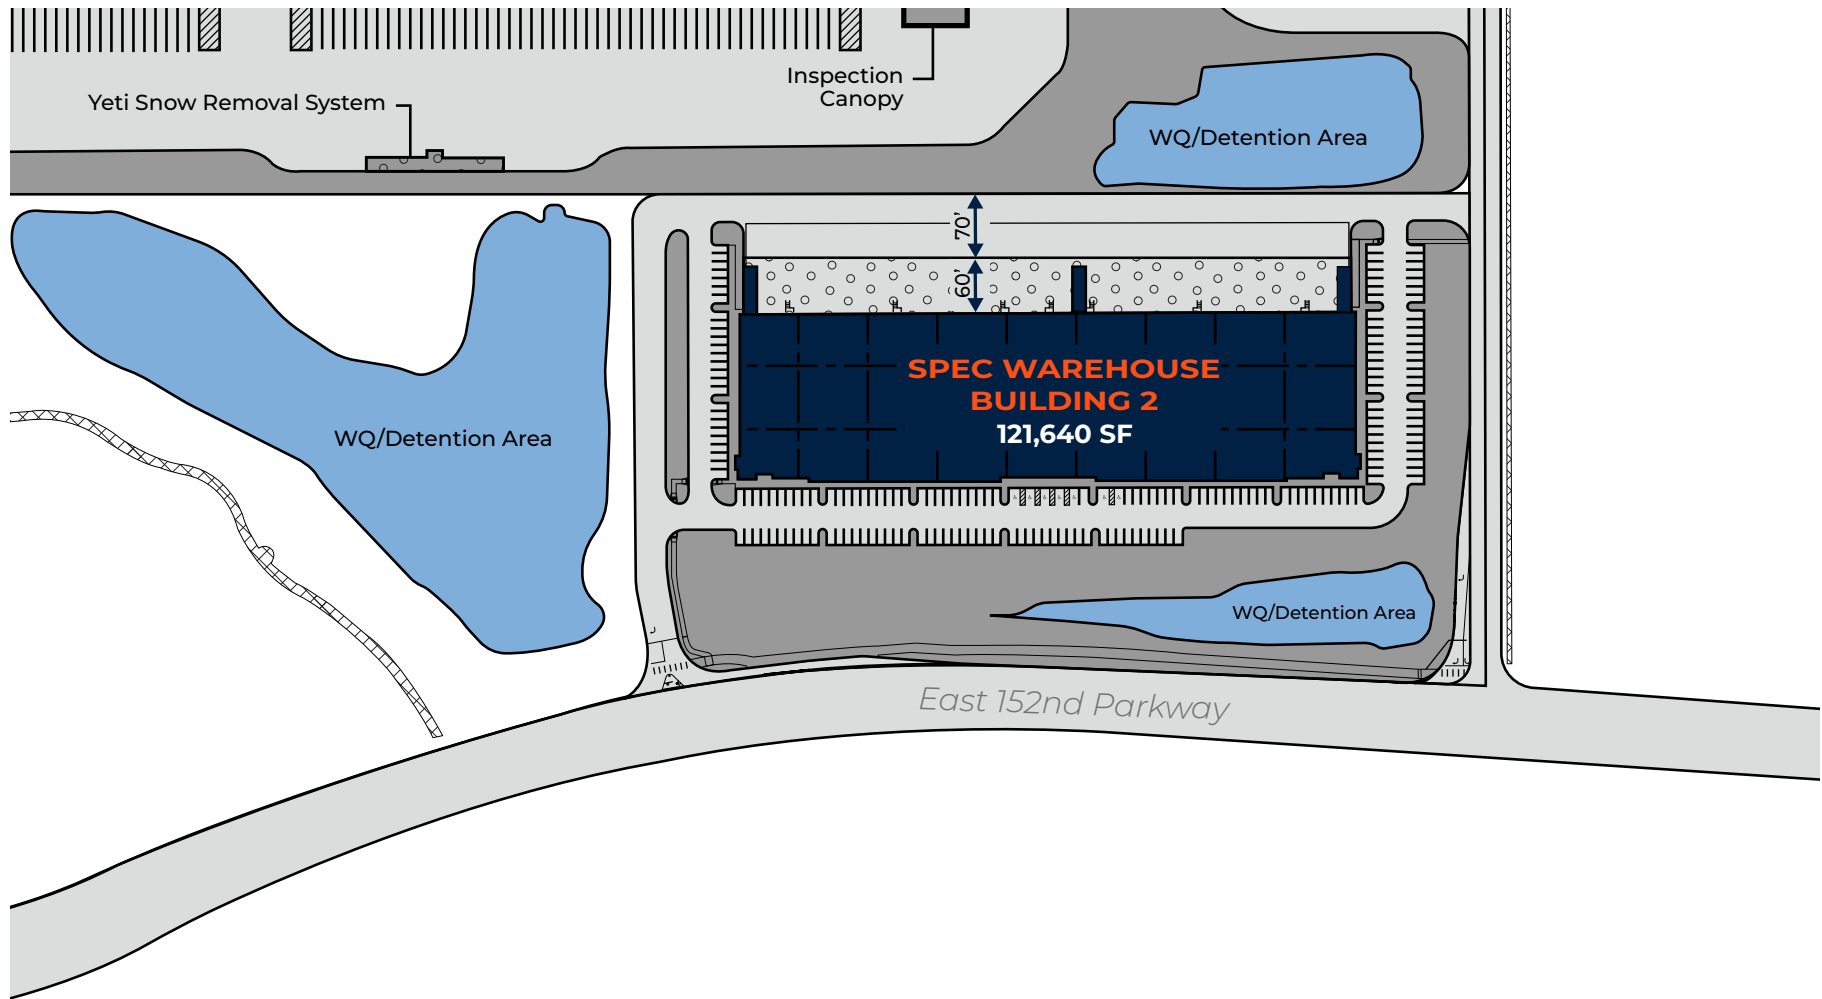 Inspection
Canopy
Yeti Snow Removal System
WQ/Detention Area
70’
60’
SPEC WAREHOUSE
BUILDING 2
121,640 SF
WQ/Detention Area
WQ/Detention Area
East 152nd Parkway